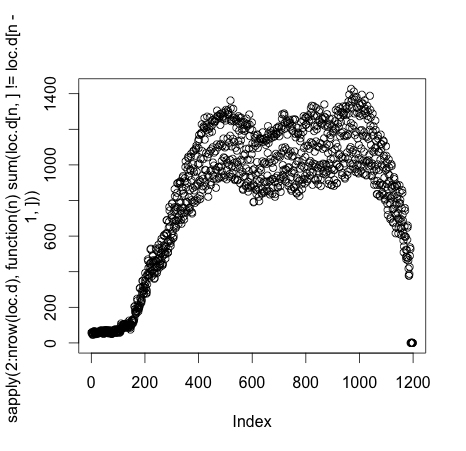 sapply(2:nrow(loc.d), function(n) sum(loc.d[n, ] != loc.d[n -
1, ]))
1400
1000
600
200
0
0 200 400 600 800 1000 1200
Index